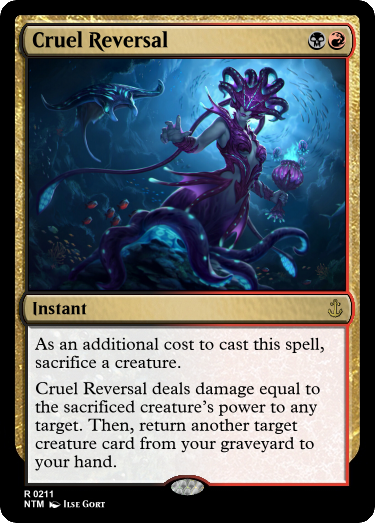 Cruel Reversal
Instant
As an additional cost to cast this spell,
sacrifice a creature.
Cruel Reversal deals damage equal to
the sacrificed creature's power to any
target. Then, return another target
creature card from your graveyard to
your hand.
R 0211
NTM Ilse Gort